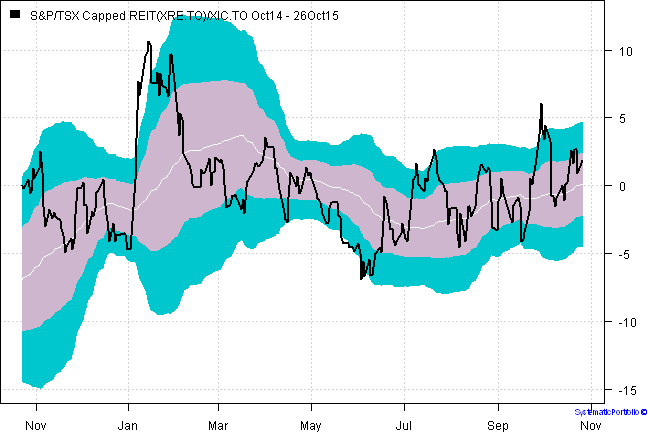 S&P/TSX Capped REIT(XRE.TO)/XIC.TO Oct14 - 26Oct15
10
5
0
-5
-10
-15
SystematicPortfolio ©
Nov Jan Mar May Jul Sep Nov